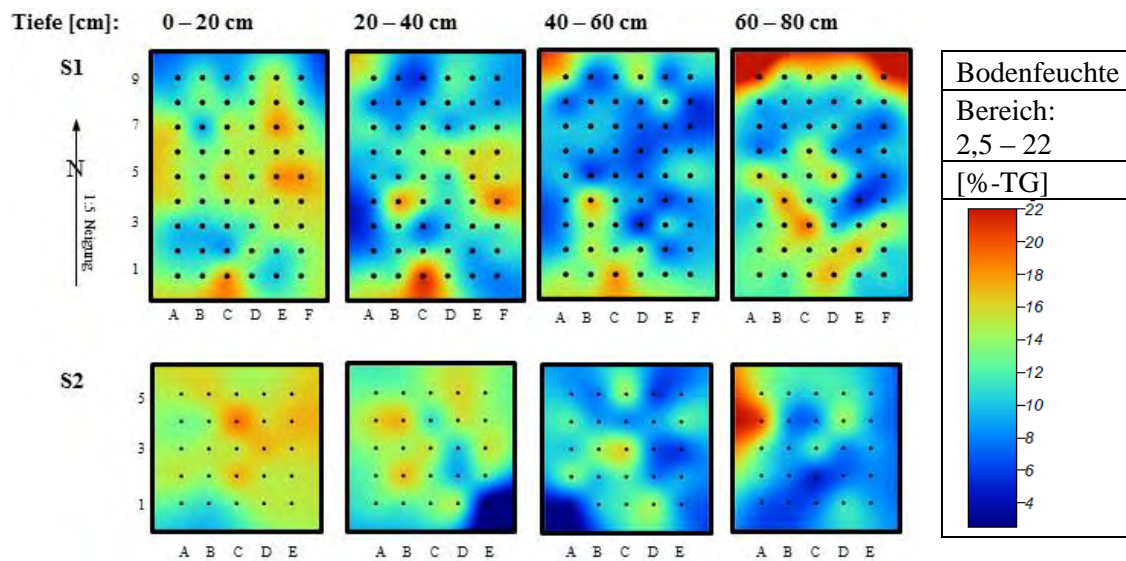 Tiefe [cm]: 0 – 20 cm 20 – 40 cm 40 – 60 cm 60 – 80 cm
S1
9
7
N
5
3
1
1:5 Neigung
A B C D E F A B C D E F A B C D E F A B C D E F
S2
5
3
1
A B C D E A B C D E A B C D E A B C D E
Bodenfeuchte
Bereich:
2,5 – 22
[%-TG]
22
20
18
16
14
12
10
8
6
4